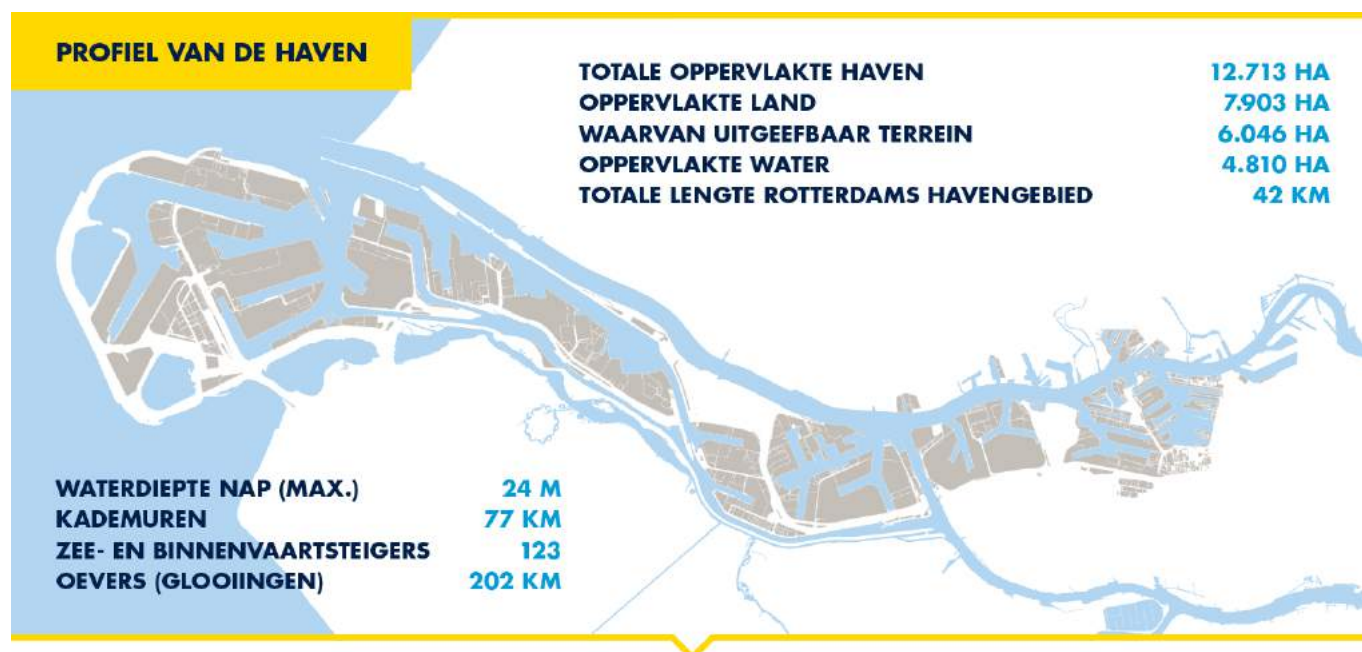 PROFIEL VAN DE HAVEN
TOTALE OPPERVLAKTE HAVEN 12.713 HA
OPPERVLAKTE LAND 7.903 HA
WAARVAN UITGEEFBAAR TERREIN 6.046 HA
OPPERVLAKTE WATER 4.810 HA
TOTALE LENGTE ROTTERDAMS HAVENGEBIED 42 KM
WATERDIEPTE NAP (MAX.) 24 M
KADEMUREN 77 KM
ZEE- EN BINNENVAARTSTEIGERS 123
OEVERS (GLOOIINGEN) 202 KM